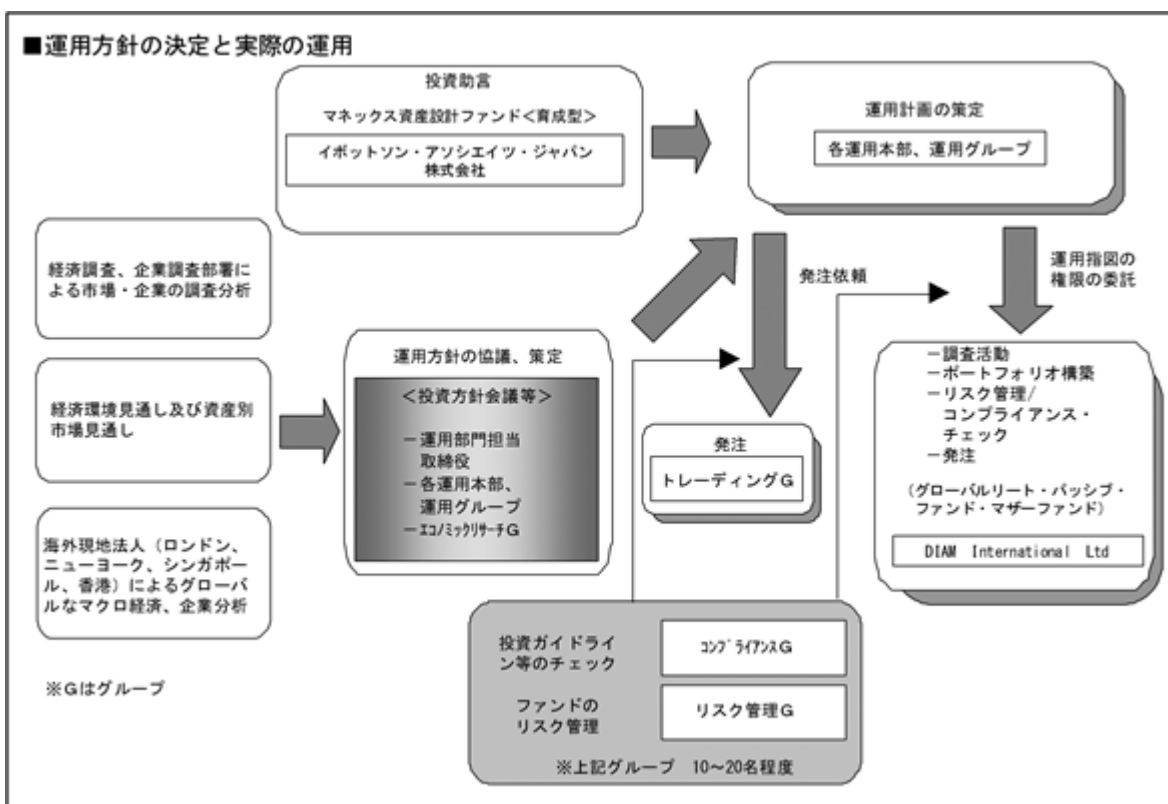 ■運用方針の決定と実際の運用
投資助言
マネックス資産設計ファンド＜育成型＞
イボットソン・アソシエイツ・ジャパン
株式会社
運用計画の策定
各運用本部、運用グループ
経済調査、企業調査部署に
よる市場・企業の調査分析
経済環境見通し及び資産別
市場見通し
海外現地法人（ロンドン、
ニューヨーク、シンガポー
ル、香港）によるグローバ
ルなマクロ経済、企業分析
※Gはグループ
運用方針の協議、策定
＜投資方針会議等＞
－運用部門担当
取締役
－各運用本部、
運用グループ
－ｴｺﾉﾐｯｸﾘｻｰﾁＧ
発注依頼
発注
トレーディングＧ
運用指図の
権限の委託
－調査活動
－ポートフォリオ構築
－リスク管理/
コンプライアンス・
チェック
－発注
（グローバルリート・パッシブ・
ファンド・マザーファンド）
DIAM International Ltd
投資ガイドライ
ン等のチェック
ｺﾝﾌﾟﾗｲｱﾝｽＧ
ファンドの
リスク管理
リスク管理Ｇ
※上記グループ 10～20名程度